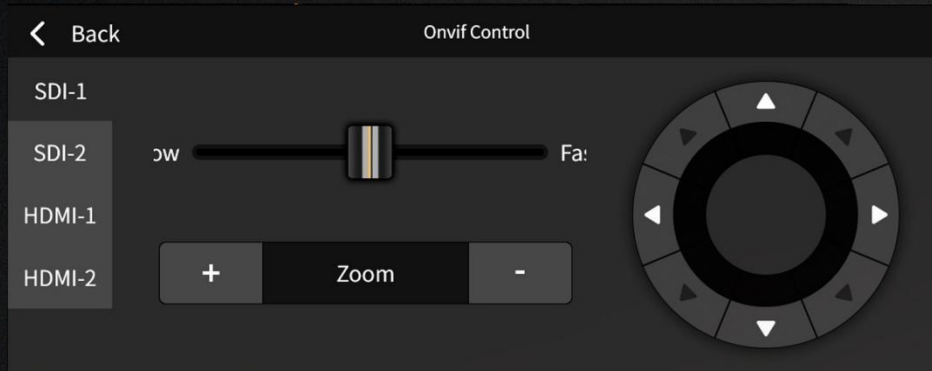 Back
Onvif Control
SDI-1
SDI-2
HDMI-1
HDMI-2
ow
Fa
+ Zoom -